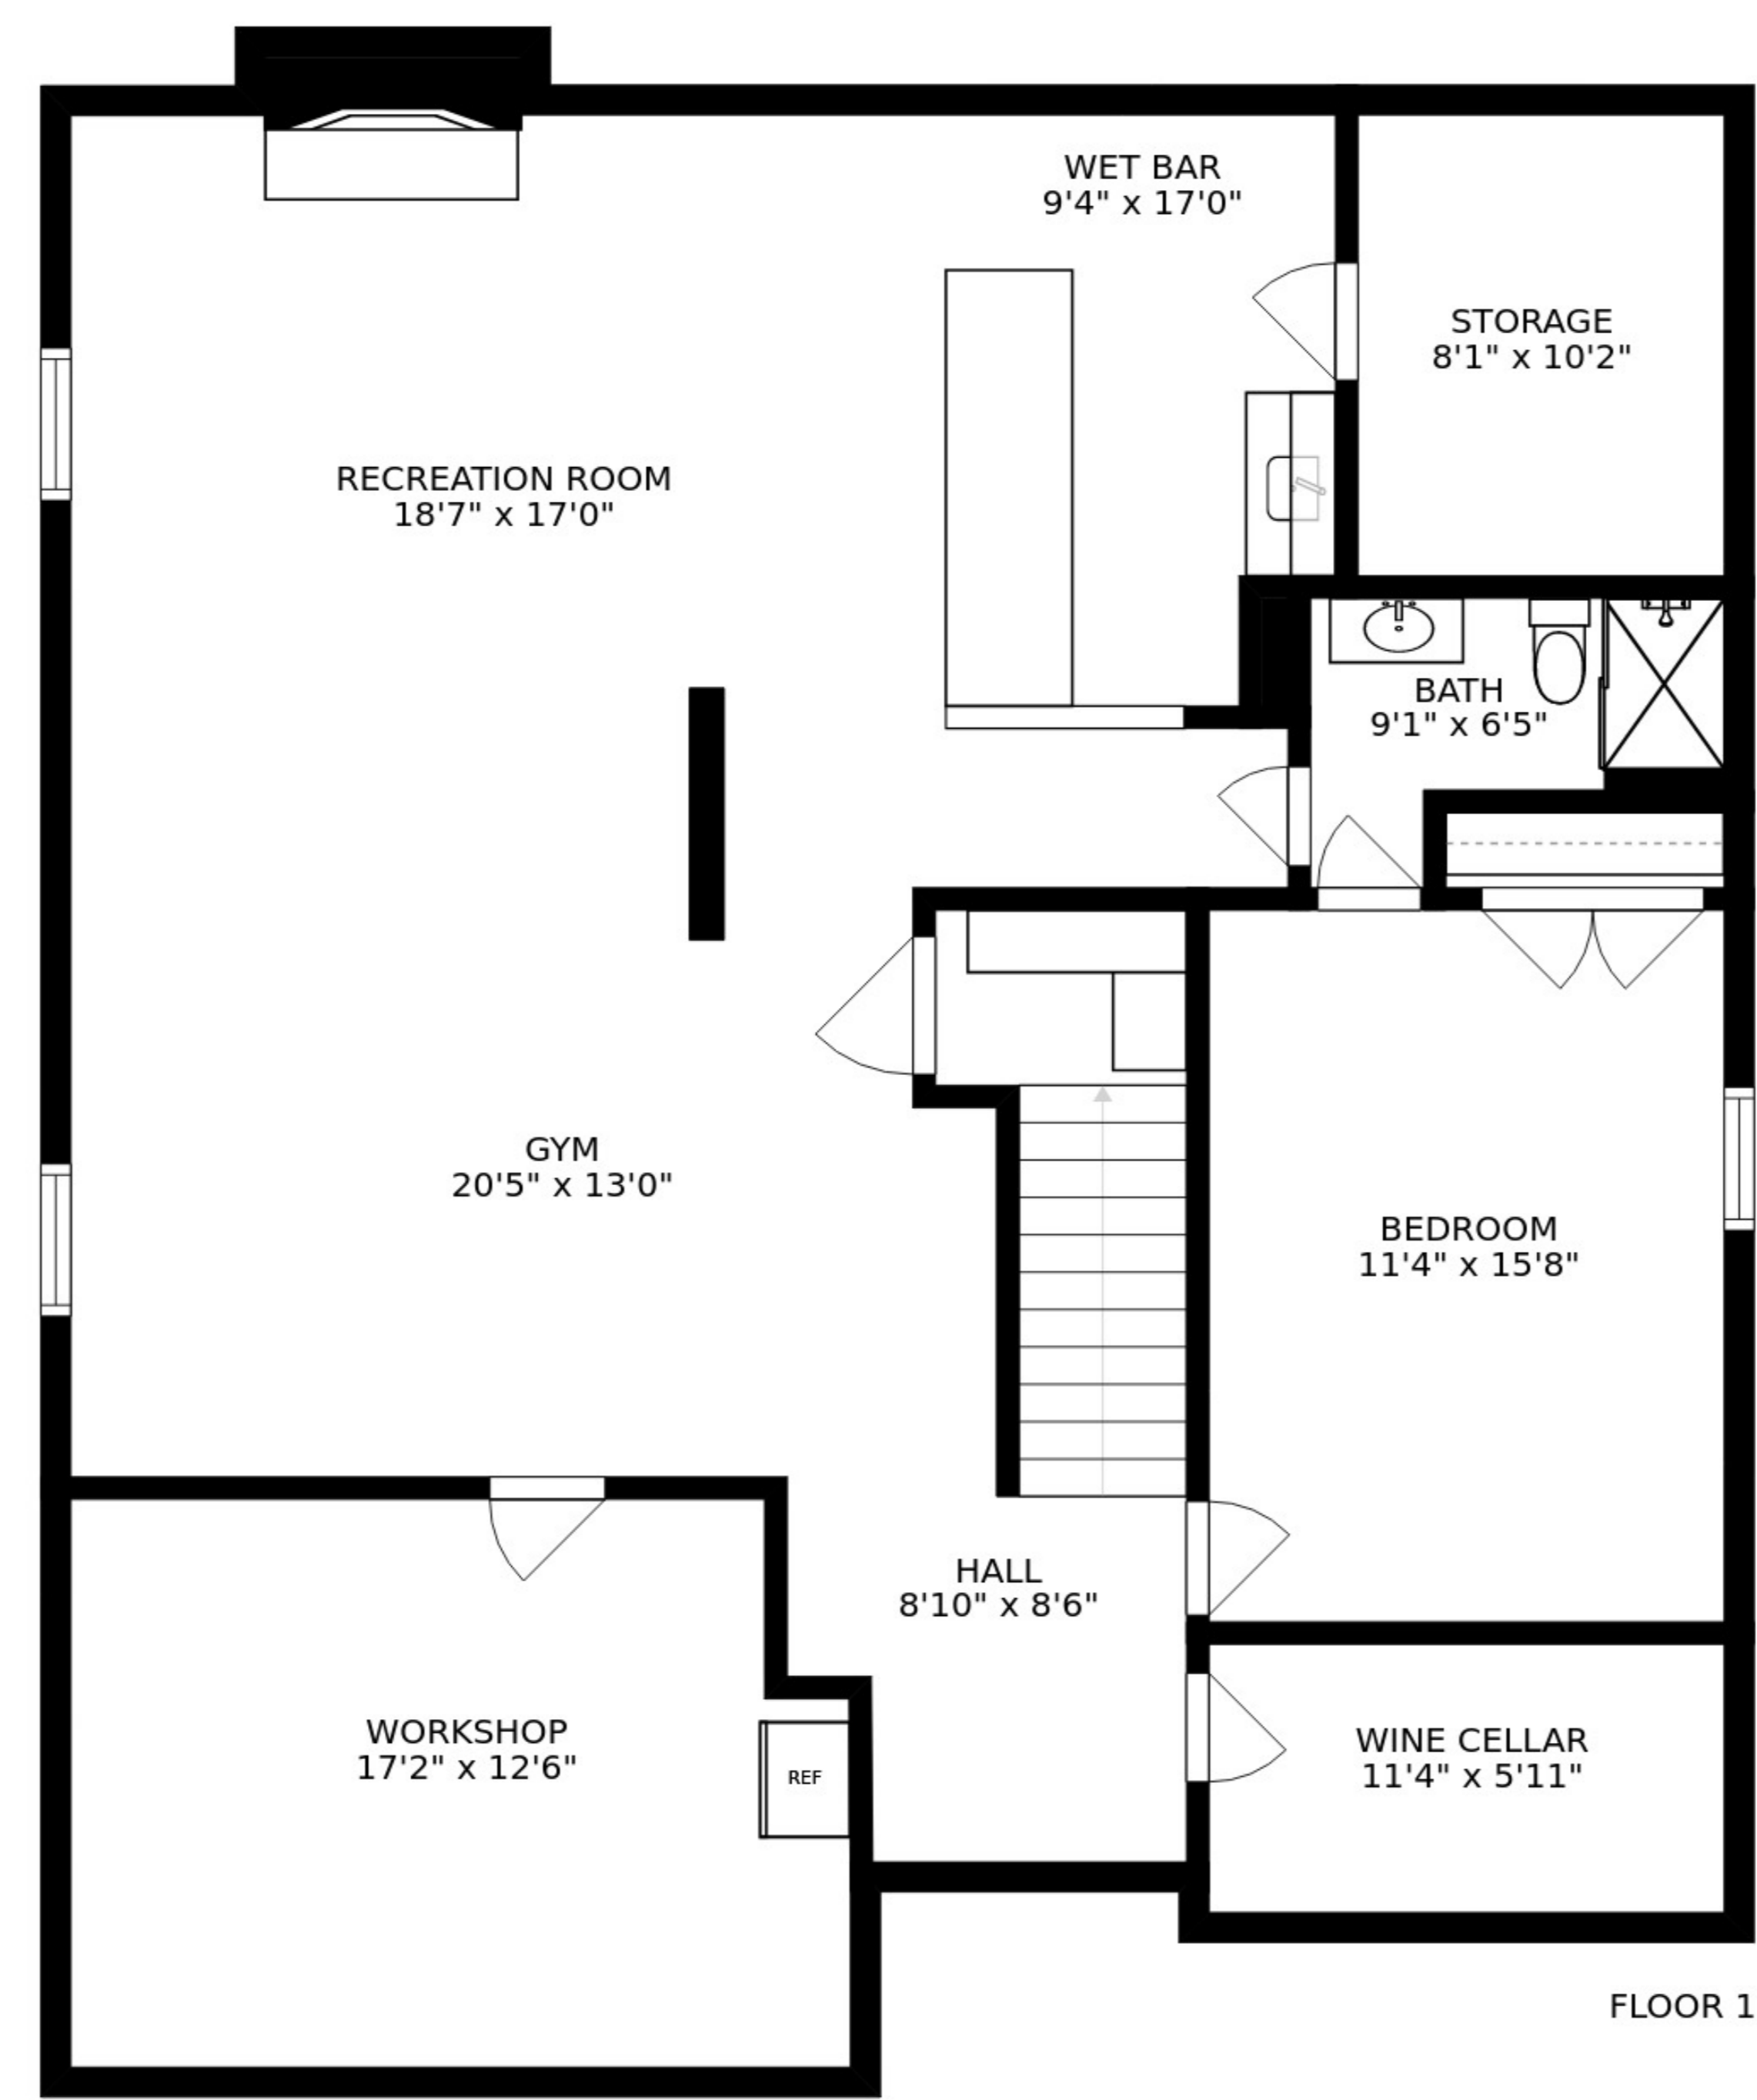 WET BAR
9'4" x 17'0"
STORAGE
8'1" x 10'2"
RECREATION ROOM
18'7" x 17'0"
BATH
9'1" x 6'5"
GYM
20'5" x 13'0"
BEDROOM
11'4" x 15'8"
HALL
8'10" x 8'6"
WORKSHOP
17'2" x 12'6"
REF
WINE CELLAR
11'4" x 5'11"
FLOOR 1